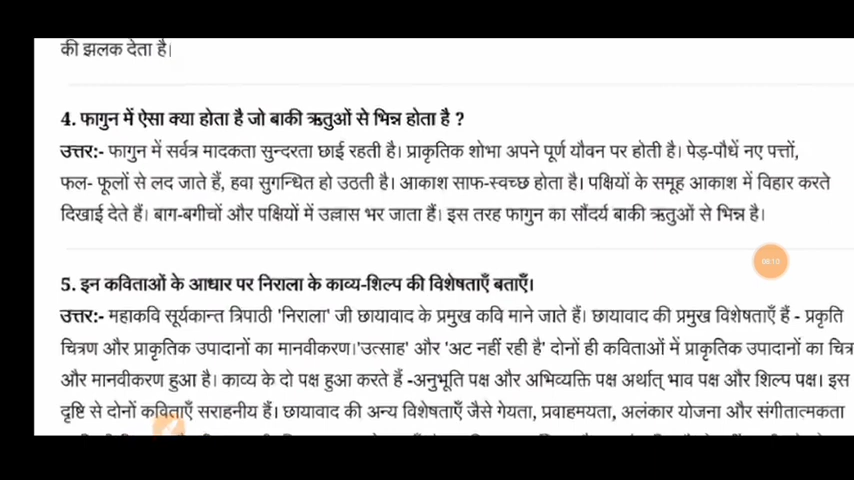 की झलक देता है।
4. फागुन में ऐसा क्या होता है जो बाकी ऋतुओं से भिन्न होता है ?
उत्तर:- फागुन में सर्वत्र मादकता सुन्दरता छाई रहती है। प्राकृतिक शोभा अपने पूर्ण यौवन पर होती है। पेड़-पौधें नए पत्तों,
फल- फूलों से लद जाते हैं, हवा सुगन्धित हो उठती है। आकाश साफ-स्वच्छ होता है। पक्षियों के समूह आकाश में विहार करते
दिखाई देते हैं। बाग-बगीचों और पक्षियों में उल्लास भर जाता हैं। इस तरह फागुन का सौंदर्य बाकी ऋतुओं से भिन्न है।
08:10
5. इन कविताओं के आधार पर निराला के काव्य-शिल्प की विशेषताएँ बताएँ।
उत्तर:- महाकवि सूर्यकान्त त्रिपाठी 'निराला' जी छायावाद के प्रमुख कवि माने जाते हैं। छायावाद की प्रमुख विशेषताएँ हैं - प्रकृति
चित्रण और प्राकृतिक उपादानों का मानवीकरण।'उत्साह' और 'अट नहीं रही है' दोनों ही कविताओं में प्राकृतिक उपादानों का
और मानवीकरण हुआ है। काव्य के दो पक्ष हुआ करते हैं -अनुभूति पक्ष और अभिव्यक्ति पक्ष अर्थात् भाव पक्ष और शिल्प पक्ष। इस
दृष्टि से दोनों कविताएँ सराहनीय हैं। छायावाद की अन्य विशेषताएँ जैसे गेयता, प्रवाहमयता, अलंकार योजना और संगीतात्मकता